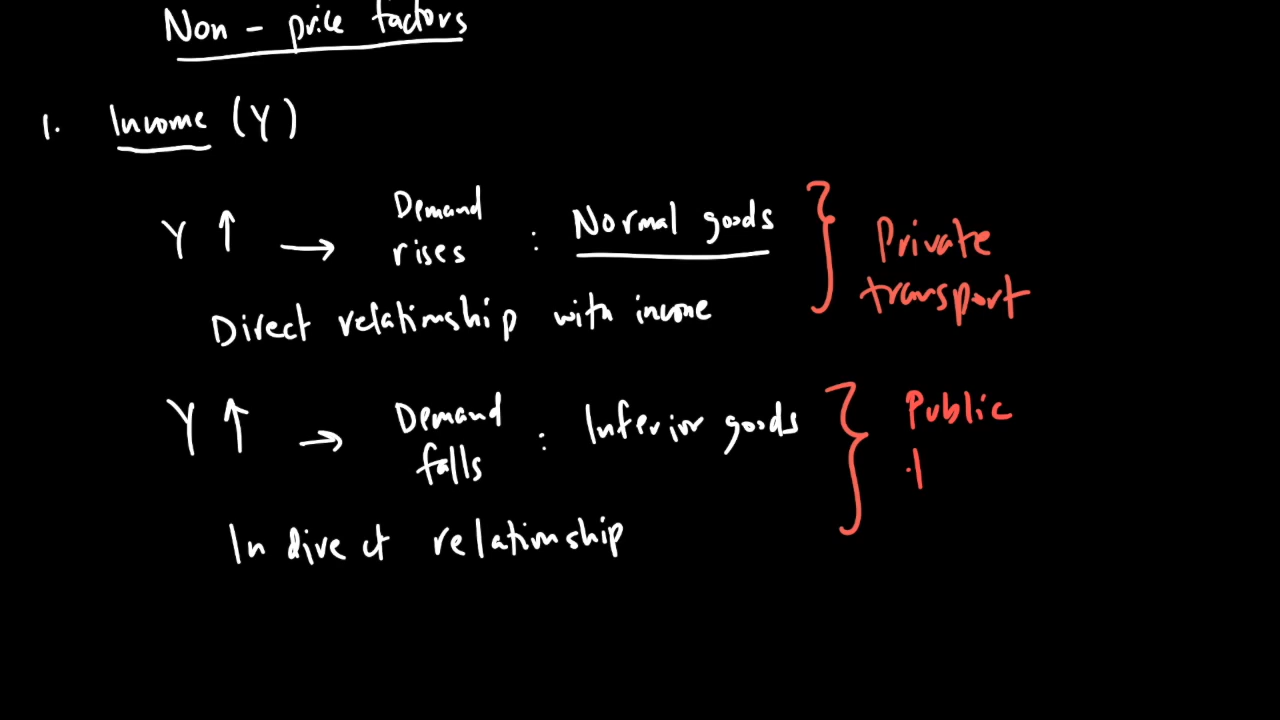 Non - price factors
1. Income (Y)
Y ↑ → Demand rises : Normal goods } Private transport
Direct relationship with income
Y ↑ → Demand falls : Inferior goods } Public
Indirect relationship